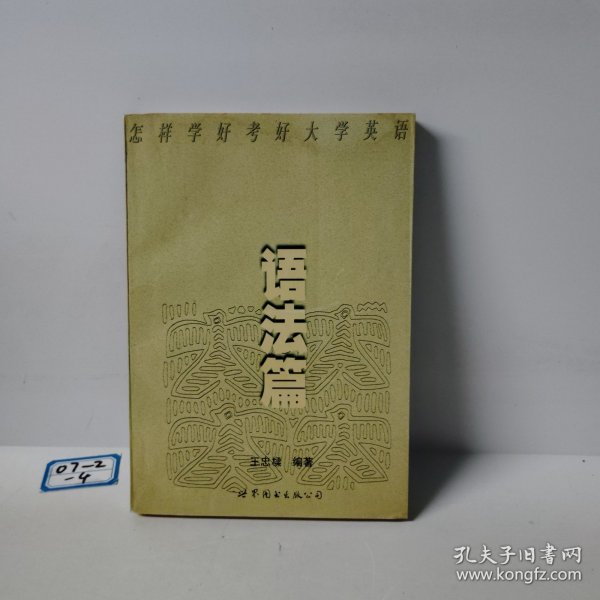 怎样学好考好大学英语
语法篇
王忠樑 编著
世界图书出版公司
07-2
-4
孔夫子旧书网
www.kongfz.com